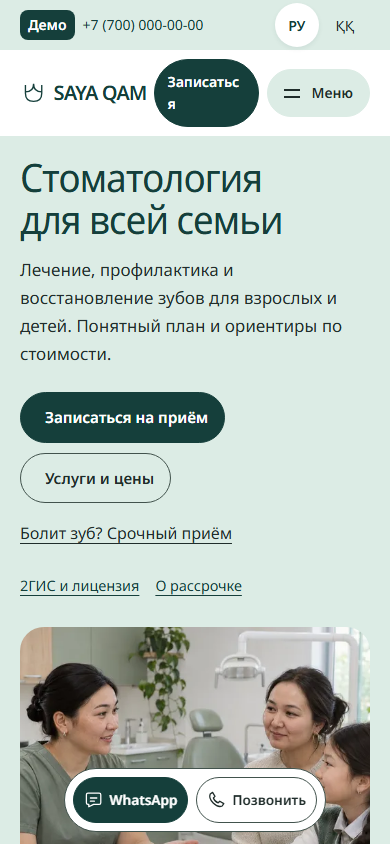 Демо +7 (700) 000-00-00 РУ ҚҚ
SAYA QAM Записатьс
я Меню
Стоматология
для всей семьи
Лечение, профилактика и
восстановление зубов для взрослых и
детей. Понятный план и ориентиры по
стоимости.
Записаться на приём
Услуги и цены
Болит зуб? Срочный приём
2ГИС и лицензия О рассрочке
WhatsApp Позвонить